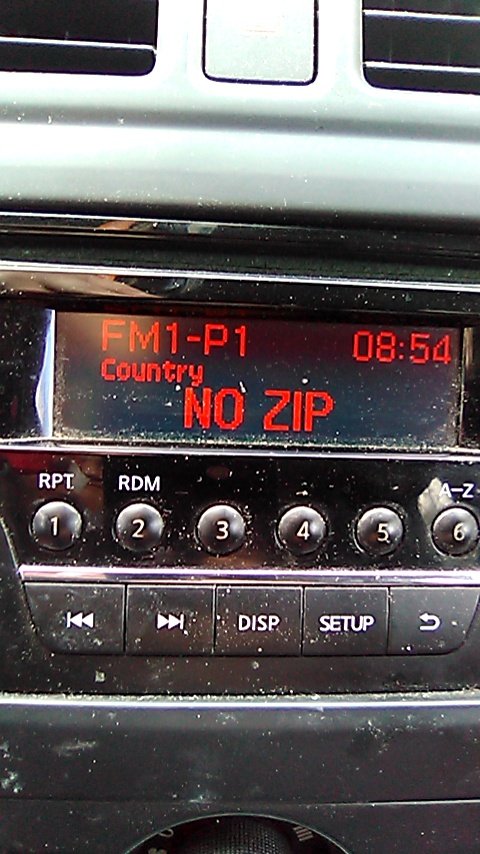 FM1-P1 08:54
Country
NO ZIP
RPT RDM A-Z
1 2 3 4 5 6
DISP SETUP